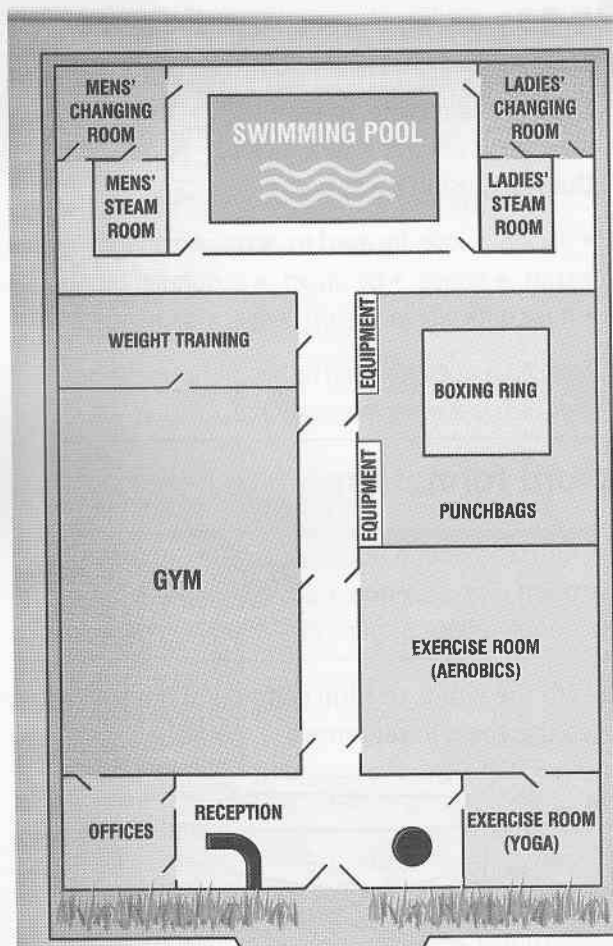 MENS'
CHANGING
ROOM
SWIMMING POOL
LADIES'
CHANGING
ROOM
MENS'
STEAM
ROOM
LADIES'
STEAM
ROOM
WEIGHT TRAINING
EQUIPMENT
BOXING RING
EQUIPMENT
PUNCHBAGS
GYM
EXERCISE ROOM
(AEROBICS)
RECEPTION
OFFICES
EXERCISE ROOM
(YOGA)